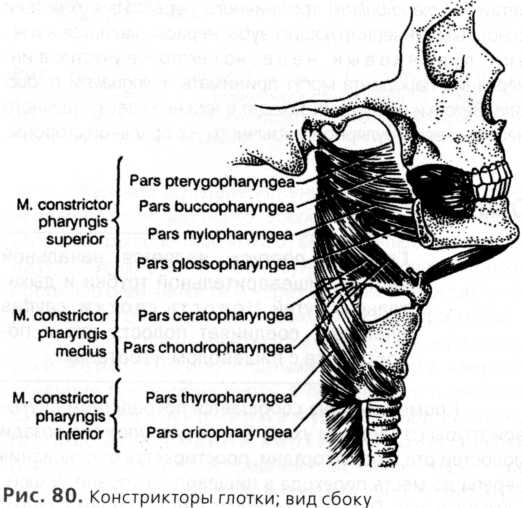 M. constrictor
pharyngis
superior
Pars pterygopharyngea
Pars buccopharyngea
Pars mylopharyngea
Pars glossopharyngea
M. constrictor
pharyngis
medius
Pars ceratopharyngea
Pars chondropharyngea
M. constrictor
pharyngis
inferior
Pars thyropharyngea
Pars cricopharyngea
Рис. 80. Констрикторы глотки; вид сбоку